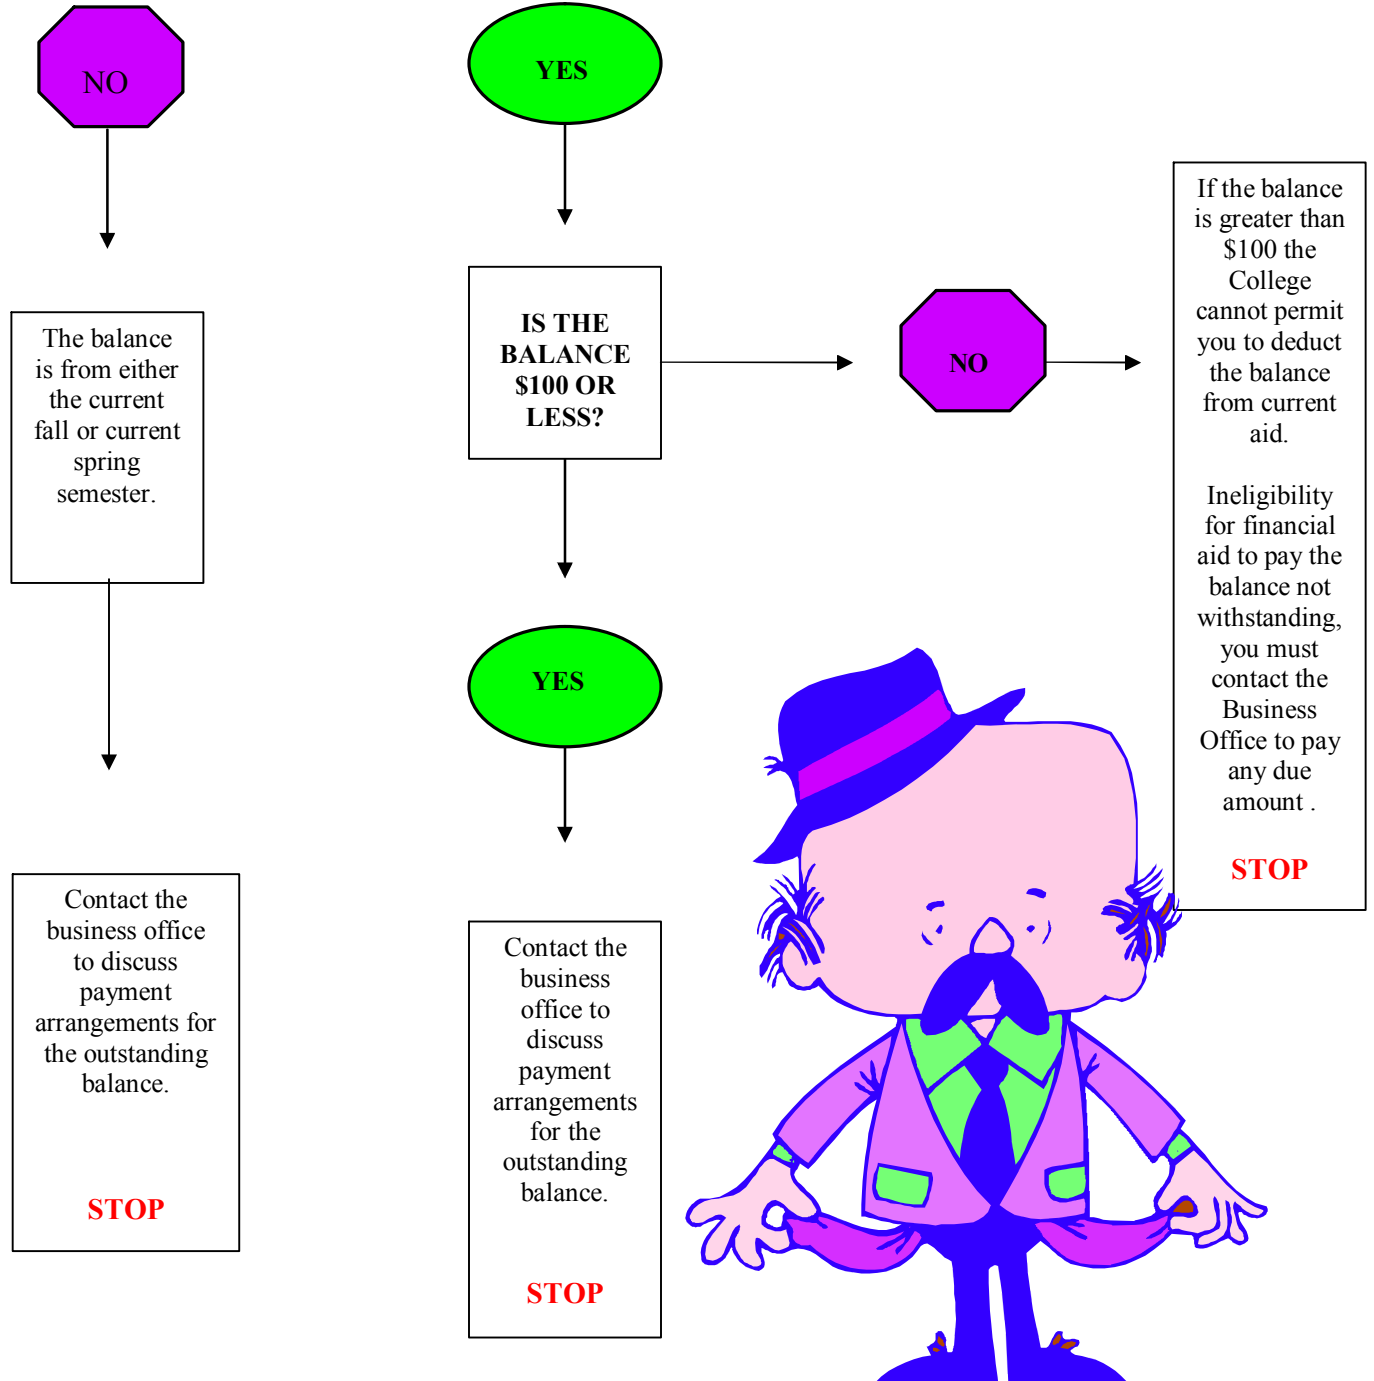 NO
The balance
is from either
the current
fall or current
spring
semester.
Contact the
business office
to discuss
payment
arrangements for
the outstanding
balance.
STOP
YES
IS THE
BALANCE
$100 OR
LESS?
YES
Contact the
business
office to
discuss
payment
arrangements
for the
outstanding
balance.
STOP
NO
If the balance
is greater than
$100 the
College
cannot permit
you to deduct
the balance
from current
aid.
Ineligibility
for financial
aid to pay the
balance not
withstanding,
you must
contact the
Business
Office to pay
any due
amount .
STOP